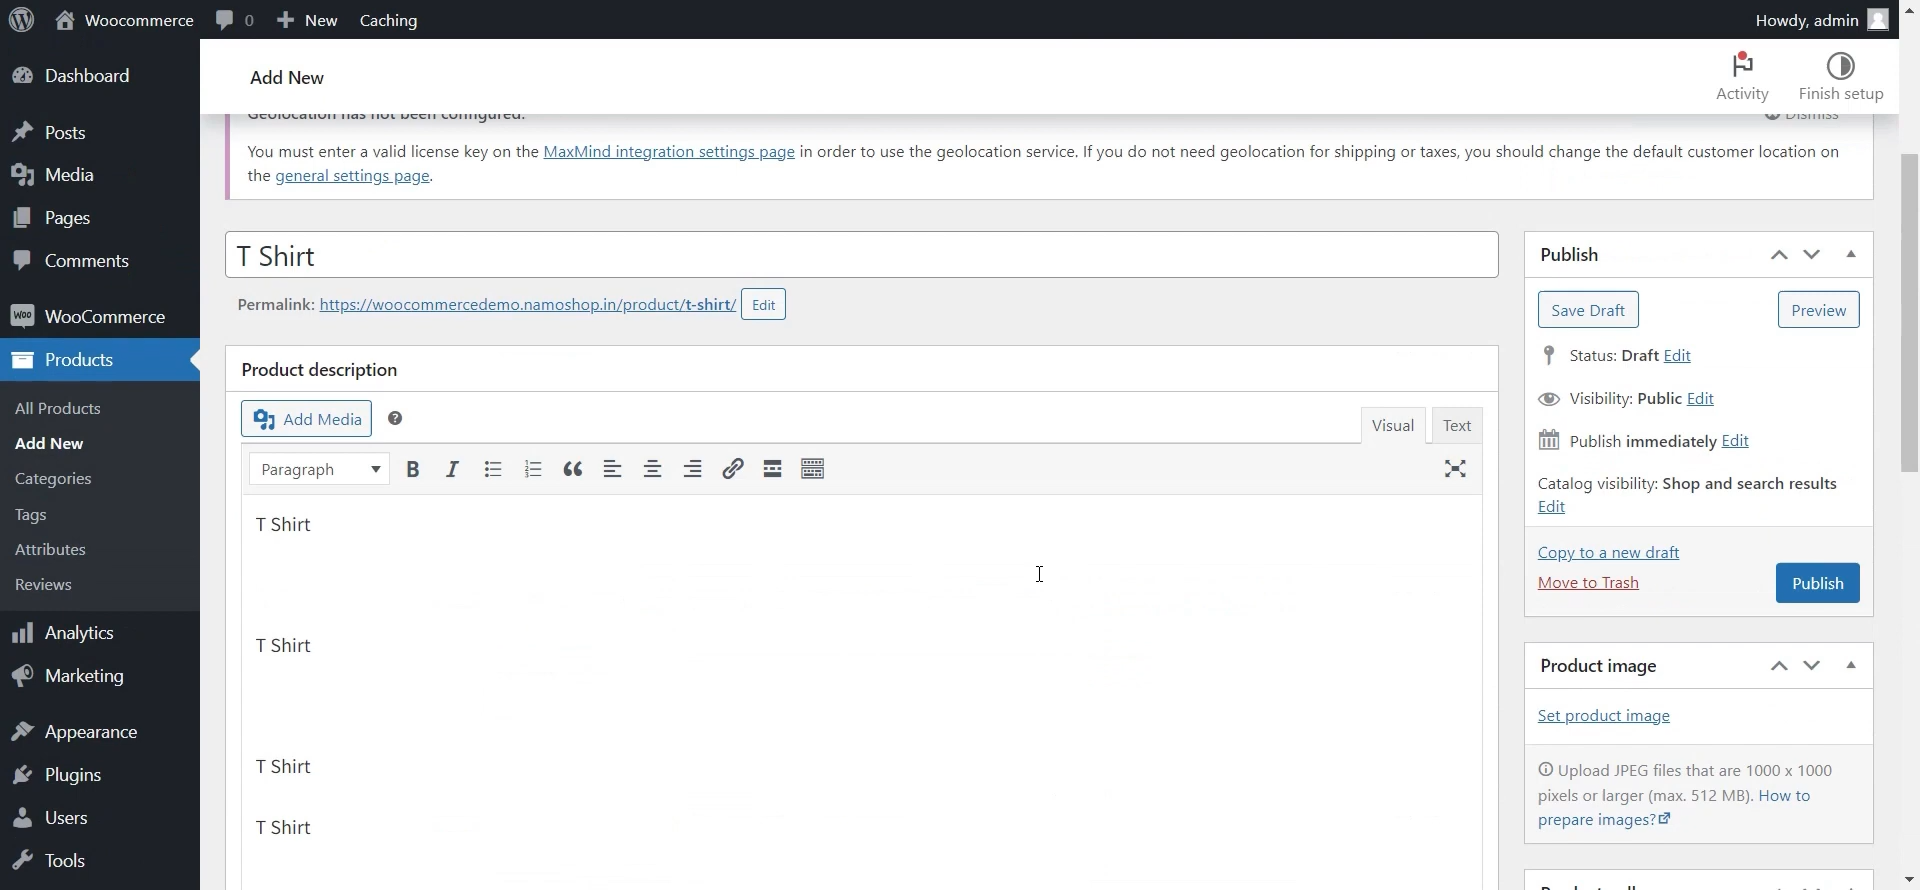 Woocommerce
0
New
Caching
Howdy, admin
Dashboard
Posts
Media
Pages
Comments
WooCommerce
Products
All Products
Add New
Categories
Tags
Attributes
Reviews
Analytics
Marketing
Appearance
Plugins
Users
Tools
Add New
Activity
Finish setup
Geolocation has not been configured.
Dismiss
You must enter a valid license key on the MaxMind integration settings page in order to use the geolocation service. If you do not need geolocation for shipping or taxes, you should change the default customer location on
the general settings page.
T Shirt
Permalink: https://woocommercedemo.namoshop.in/product/t-shirt/ Edit
Product description
Add Media
Visual
Text
Paragraph
B
I
T Shirt
T Shirt
T Shirt
T Shirt
Publish
Save Draft
Preview
Status: Draft Edit
Visibility: Public Edit
Publish immediately Edit
Catalog visibility: Shop and search results
Edit
Copy to a new draft
Move to Trash
Publish
Product image
Set product image
Upload JPEG files that are 1000 x 1000
pixels or larger (max. 512 MB). How to
prepare images?